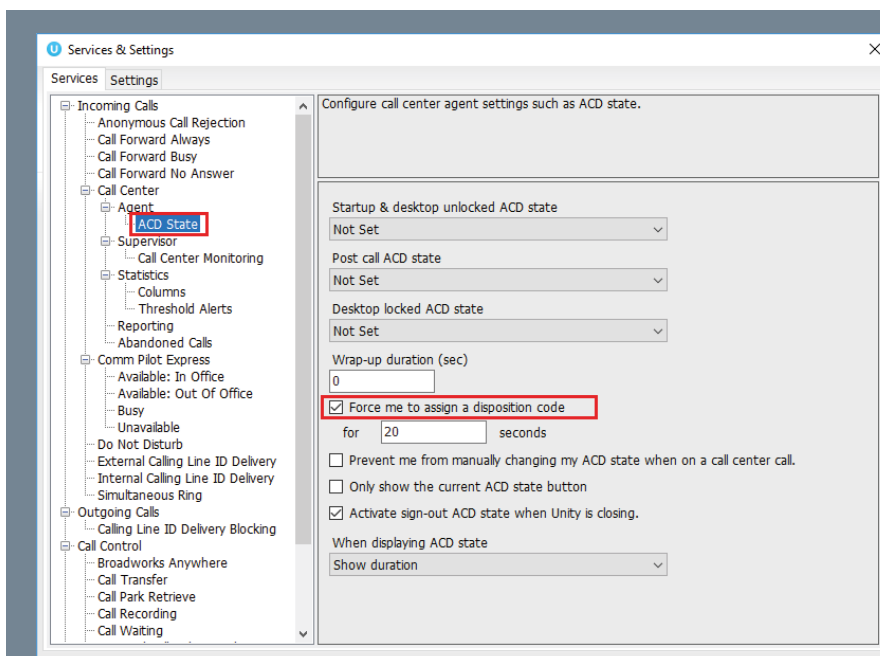 Services & Settings
Services Settings
Incoming Calls
Anonymous Call Rejection
Call Forward Always
Call Forward Busy
Call Forward No Answer
Call Center
Agent
ACD State
Supervisor
Call Center Monitoring
Statistics
Columns
Threshold Alerts
Reporting
Abandoned Calls
Comm Pilot Express
Available: In Office
Available: Out Of Office
Busy
Unavailable
Do Not Disturb
External Calling Line ID Delivery
Internal Calling Line ID Delivery
Simultaneous Ring
Outgoing Calls
Calling Line ID Delivery Blocking
Call Control
Broadworks Anywhere
Call Transfer
Call Park Retrieve
Call Recording
Call Waiting
Configure call center agent settings such as ACD state.
Startup & desktop unlocked ACD state
Not Set
Post call ACD state
Not Set
Desktop locked ACD state
Not Set
Wrap-up duration (sec)
0
Force me to assign a disposition code
for 20 seconds
Prevent me from manually changing my ACD state when on a call center call.
Only show the current ACD state button
Activate sign-out ACD state when Unity is closing.
When displaying ACD state
Show duration